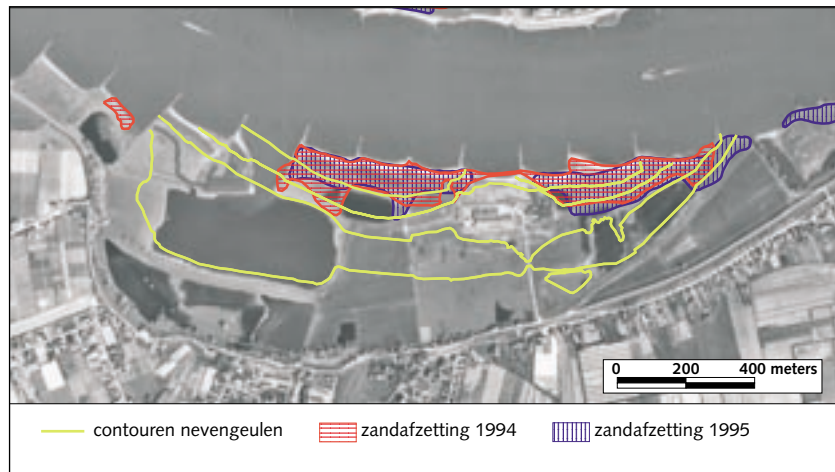 0 200 400 meters
contouren nevengeulen
zandafzetting 1994
zandafzetting 1995